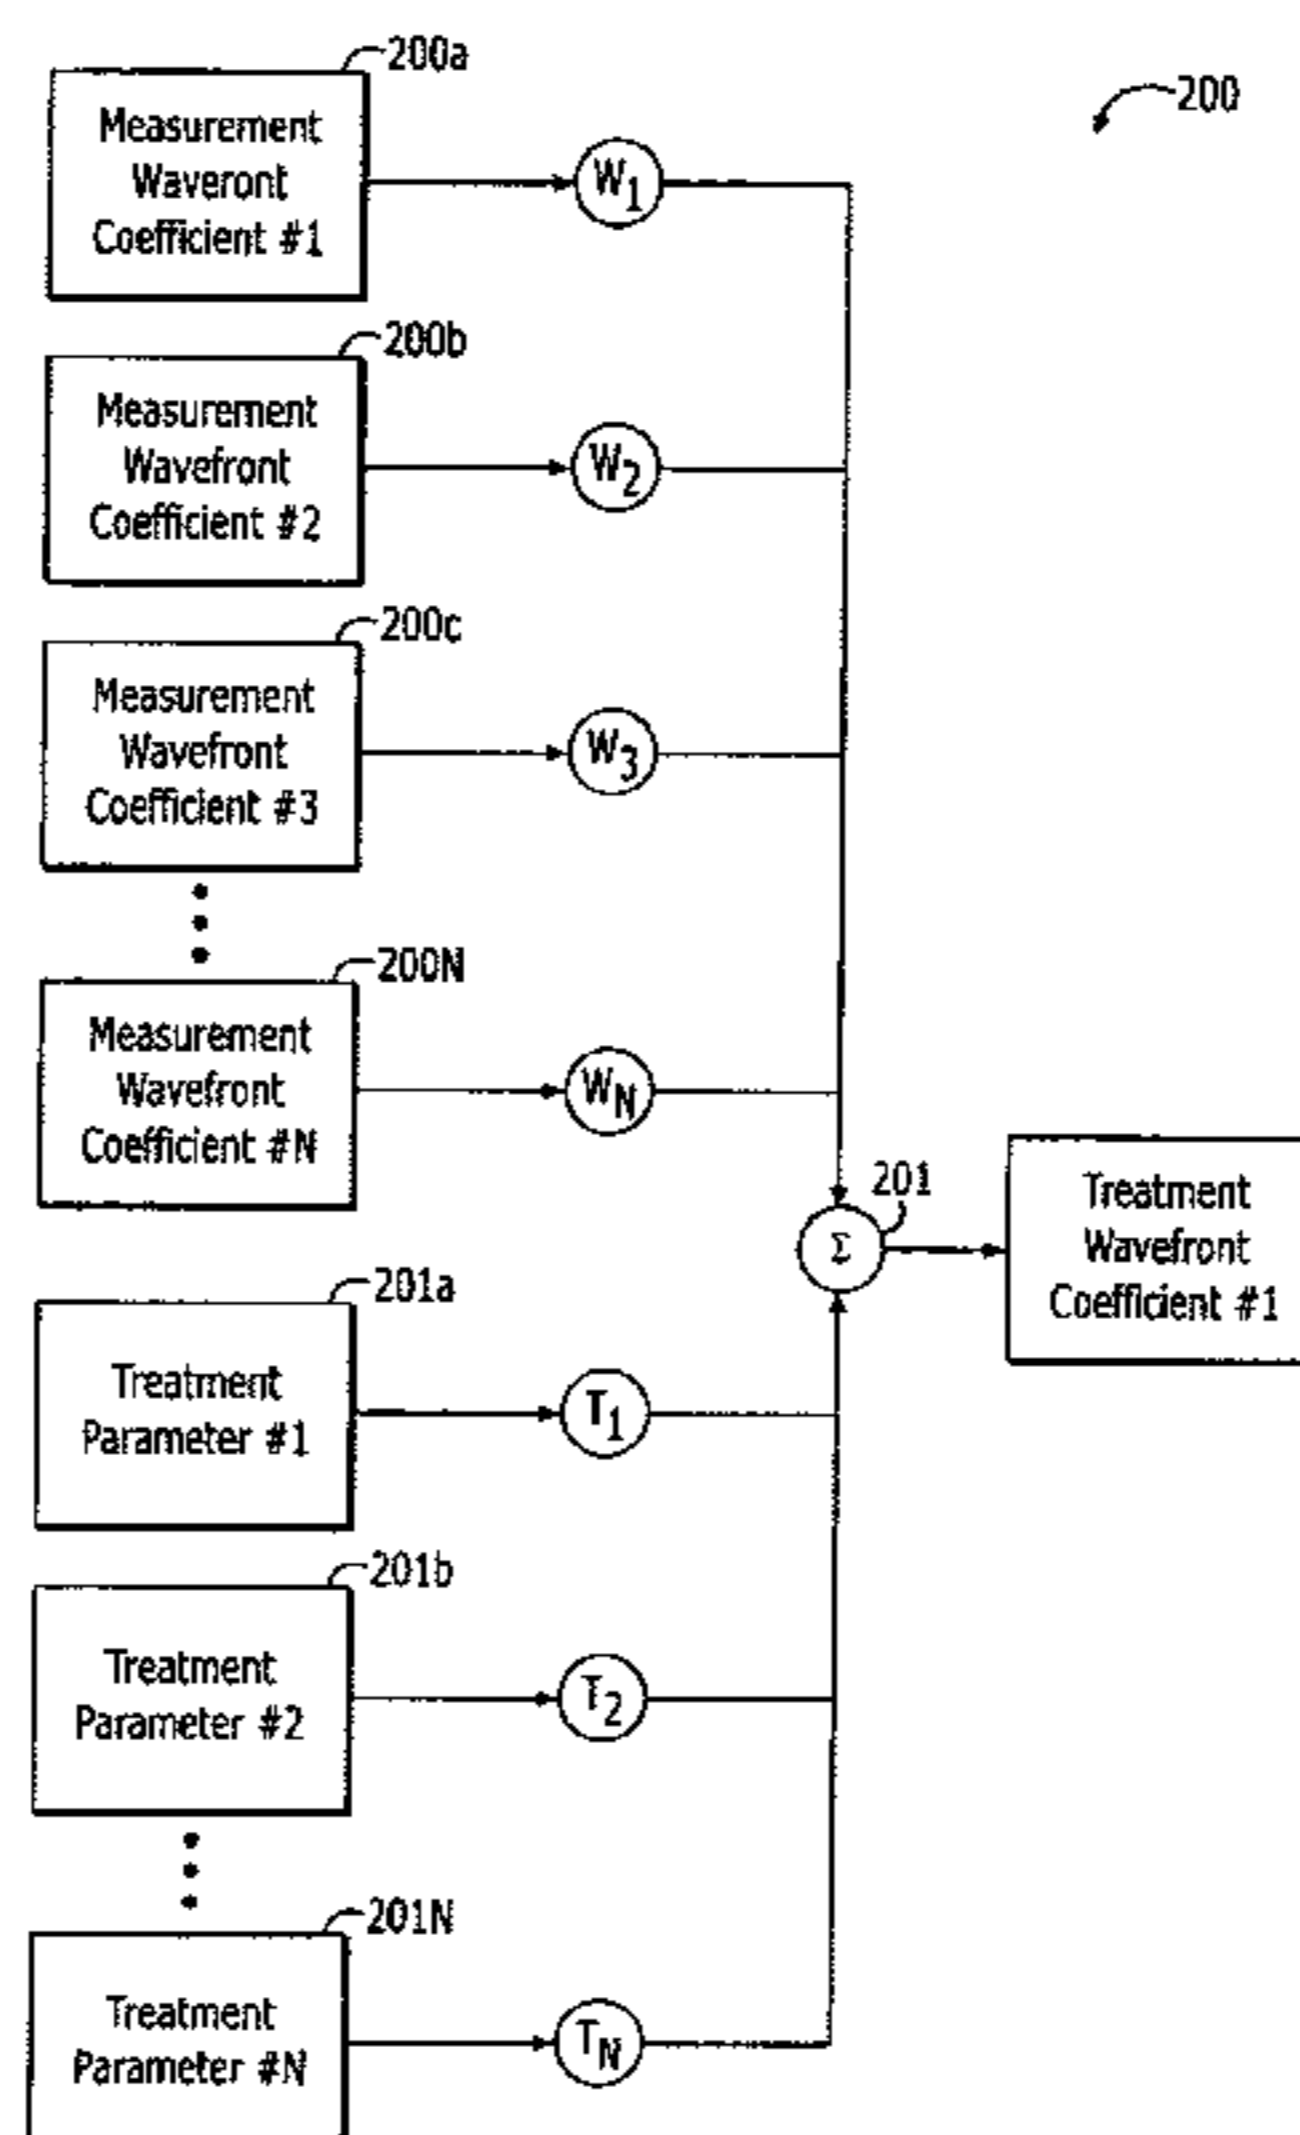 200a
200
Measurement
Waveront
Coefficient #1
W1
200b
Measurement
Wavefront
Coefficient #2
W2
200c
Measurement
Wavefront
Coefficient #3
W3
200N
Measurement
Wavefront
Coefficient #N
WN
201
Σ
Treatment
Wavefront
Coefficient #1
201a
Treatment
Parameter #1
T1
201b
Treatment
Parameter #2
T2
201N
Treatment
Parameter #N
TN